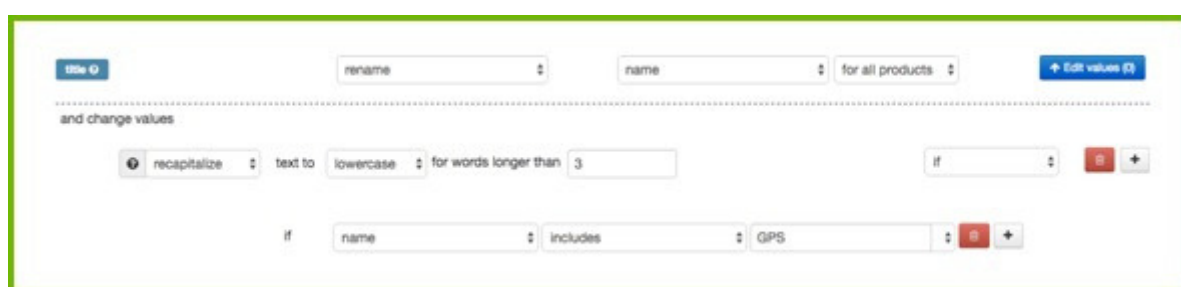 title
rename name for all products Edit values (0)
and change values
recapitalize text to lowercase for words longer than 3 if
if name includes GPS